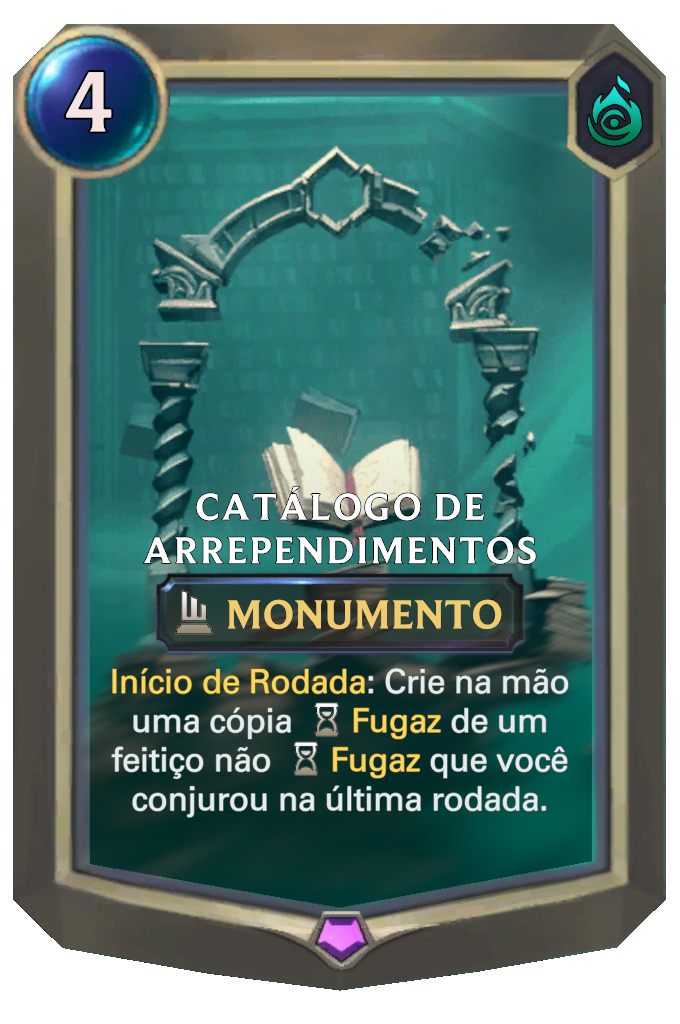 4
CATÁLOGO DE
ARREPENDIMENTOS
MONUMENTO
Início de Rodada: Crie na mão
uma cópia Fugaz de um
feitiço não Fugaz que você
conjurou na última rodada.